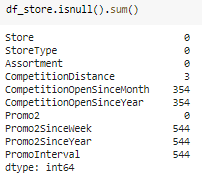 df_store.isnull().sum()
Store 0
StoreType 0
Assortment 0
CompetitionDistance 3
CompetitionOpenSinceMonth 354
CompetitionOpenSinceYear 354
Promo2 0
Promo2SinceWeek 544
Promo2SinceYear 544
PromoInterval 544
dtype: int64